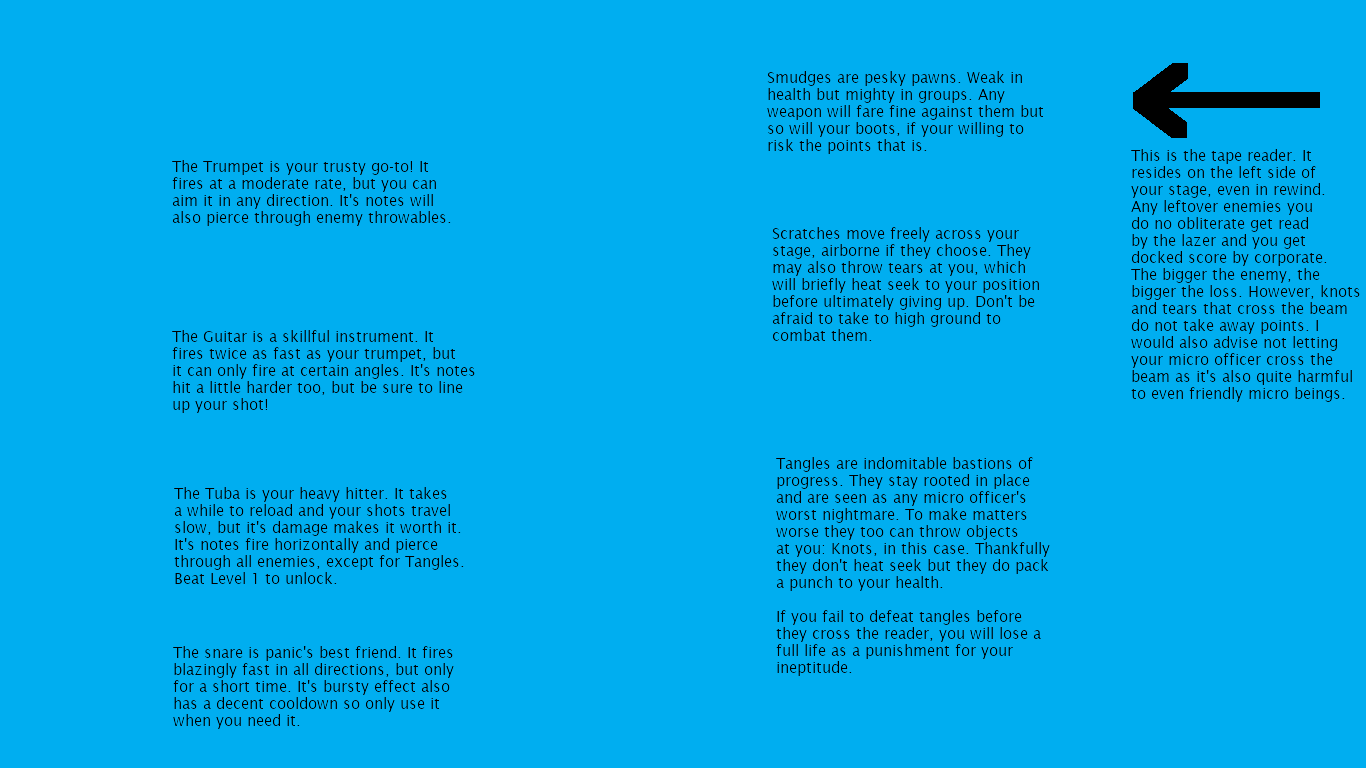 The Trumpet is your trusty go-to! It
fires at a moderate rate, but you can
aim it in any direction. It's notes will
also pierce through enemy throwables.
The Guitar is a skillful instrument. It
fires twice as fast as your trumpet, but
it can only fire at certain angles. It's notes
hit a little harder too, but be sure to line
up your shot!
The Tuba is your heavy hitter. It takes
a while to reload and your shots travel
slow, but it's damage makes it worth it.
It's notes fire horizontally and pierce
through all enemies, except for Tangles.
Beat Level 1 to unlock.
The snare is panic's best friend. It fires
blazingly fast in all directions, but only
for a short time. It's bursty effect also
has a decent cooldown so only use it
when you need it.
Smudges are pesky pawns. Weak in
health but mighty in groups. Any
weapon will fare fine against them but
so will your boots, if your willing to
risk the points that is.
Scratches move freely across your
stage, airborne if they choose. They
may also throw tears at you, which
will briefly heat seek to your position
before ultimately giving up. Don't be
afraid to take to high ground to
combat them.
Tangles are indomitable bastions of
progress. They stay rooted in place
and are seen as any micro officer's
worst nightmare. To make matters
worse they too can throw objects
at you: Knots, in this case. Thankfully
they don't heat seek but they do pack
a punch to your health.
If you fail to defeat tangles before
they cross the reader, you will lose a
full life as a punishment for your
ineptitude.
This is the tape reader. It
resides on the left side of
your stage, even in rewind.
Any leftover enemies you
do no obliterate get read
by the lazer and you get
docked score by corporate.
The bigger the enemy, the
bigger the loss. However, knots
and tears that cross the beam
do not take away points. I
would also advise not letting
your micro officer cross the
beam as it's also quite harmful
to even friendly micro beings.